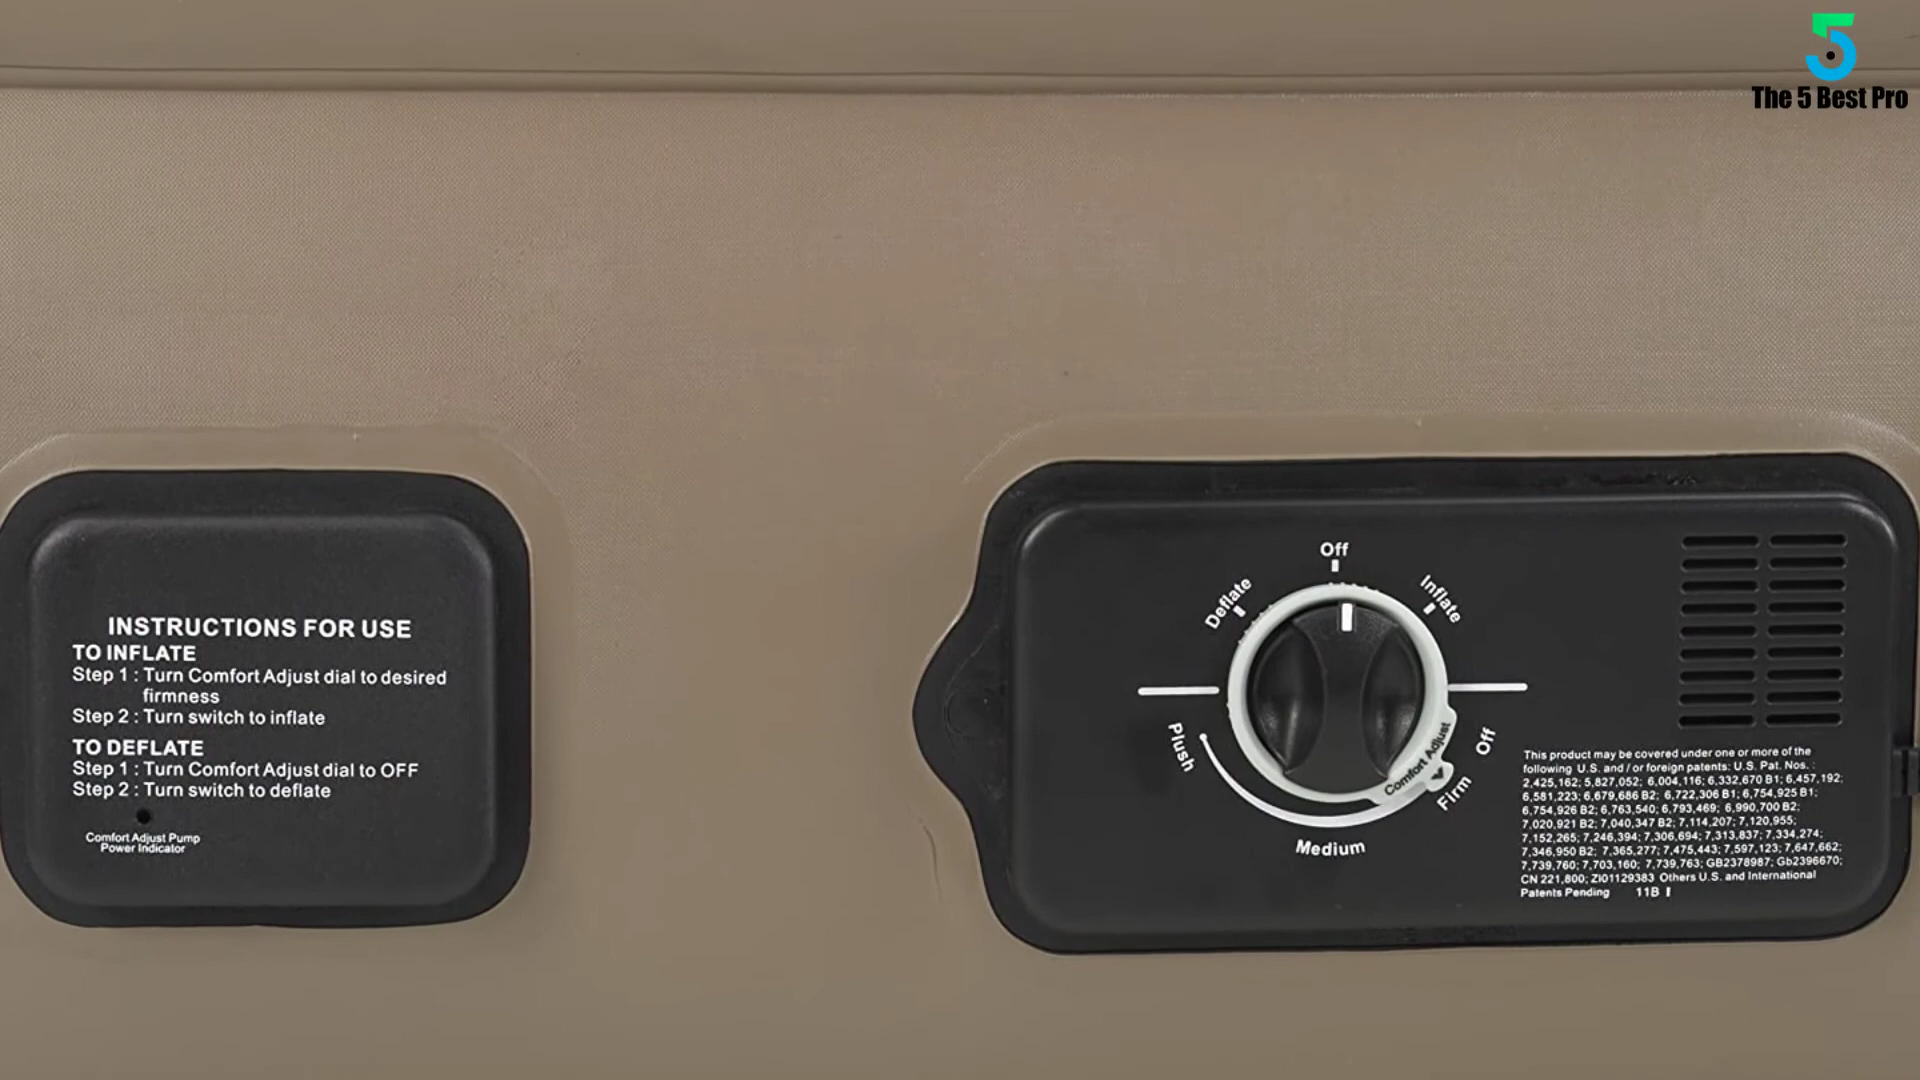 5
The 5 Best Pro
INSTRUCTIONS FOR USE
TO INFLATE
Step 1 : Turn Comfort Adjust dial to desired
firmness
Step 2 : Turn switch to inflate
TO DEFLATE
Step 1 : Turn Comfort Adjust dial to OFF
Step 2 : Turn switch to deflate
Comfort Adjust Pump
Power Indicator
Off
Deflate
Inflate
Plush
Medium
Firm
Off
Comfort Adjust
This product may be covered under one or more of the
following U.S. and / or foreign patents: U.S. Pat. Nos. :
2,425,162; 5,827,052; 6,004,116; 6,332,670 B1; 6,457,192;
6,581,223; 6,679,686 B2; 6,722,306 B1; 6,754,925 B1;
6,754,926 B2; 6,763,540; 6,793,469; 6,990,700 B2;
7,020,921 B2; 7,040,347 B2; 7,114,207; 7,120,955;
7,152,265; 7,246,394; 7,306,694; 7,313,837; 7,334,274;
7,346,950 B2; 7,365,277; 7,475,443; 7,597,123; 7,647,662;
7,739,760; 7,703,160; 7,739,763; GB2378987; Gb2396670;
CN 221,800; ZI01129383 Others U.S. and International
Patents Pending 11B